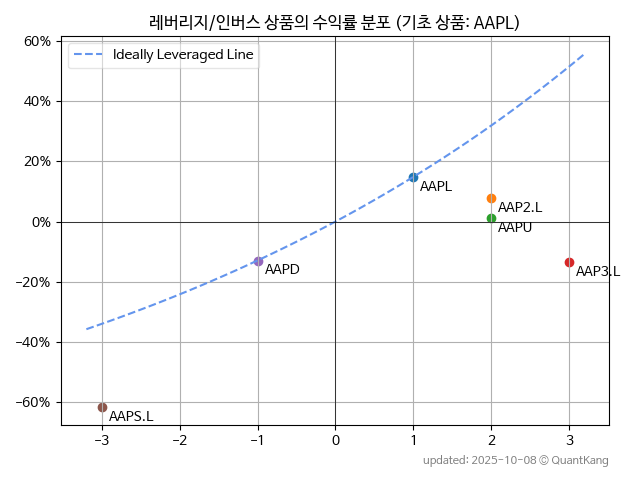 레버리지/인버스 상품의 수익률 분포 (기초 상품: AAPL)
60%
Ideally Leveraged Line
40%
20%
AAPL
AAP2.L
0%
AAPU
AAPD
AAP3.L
−20%
−40%
−60%
AAPS.L
−3 −2 −1 0 1 2 3
updated: 2025-10-08 © QuantKang